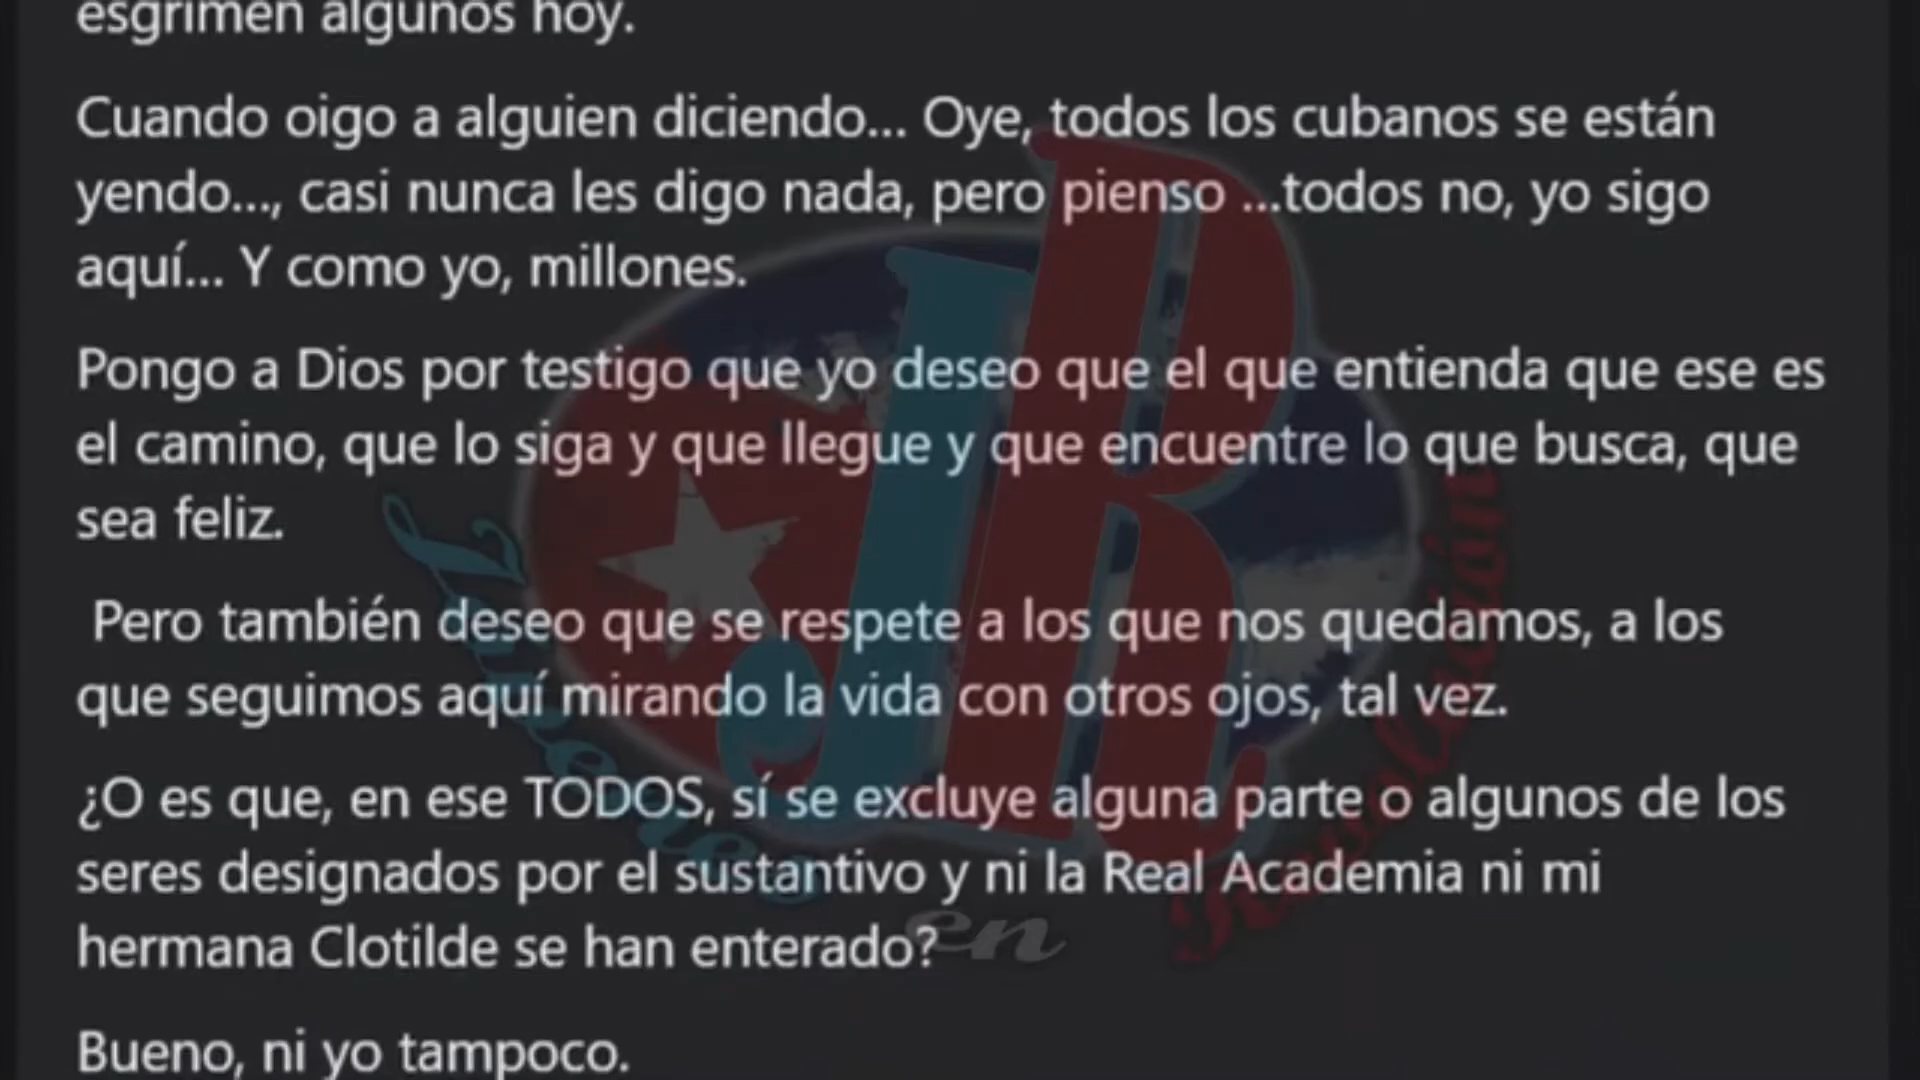 esgrimen algunos hoy.
Cuando oigo a alguien diciendo... Oye, todos los cubanos se están
yendo..., casi nunca les digo nada, pero pienso ...todos no, yo sigo
aquí... Y como yo, millones.
Pongo a Dios por testigo que yo deseo que el que entienda que ese es
el camino, que lo siga y que llegue y que encuentre lo que busca, que
sea feliz.
Pero también deseo que se respete a los que nos quedamos, a los
que seguimos aquí mirando la vida con otros ojos, tal vez.
¿O es que, en ese TODOS, sí se excluye alguna parte o algunos de los
seres designados por el sustantivo y ni la Real Academia ni mi
hermana Clotilde se han enterado?
Bueno, ni yo tampoco.
JR
Jóvenes
en
Revolución